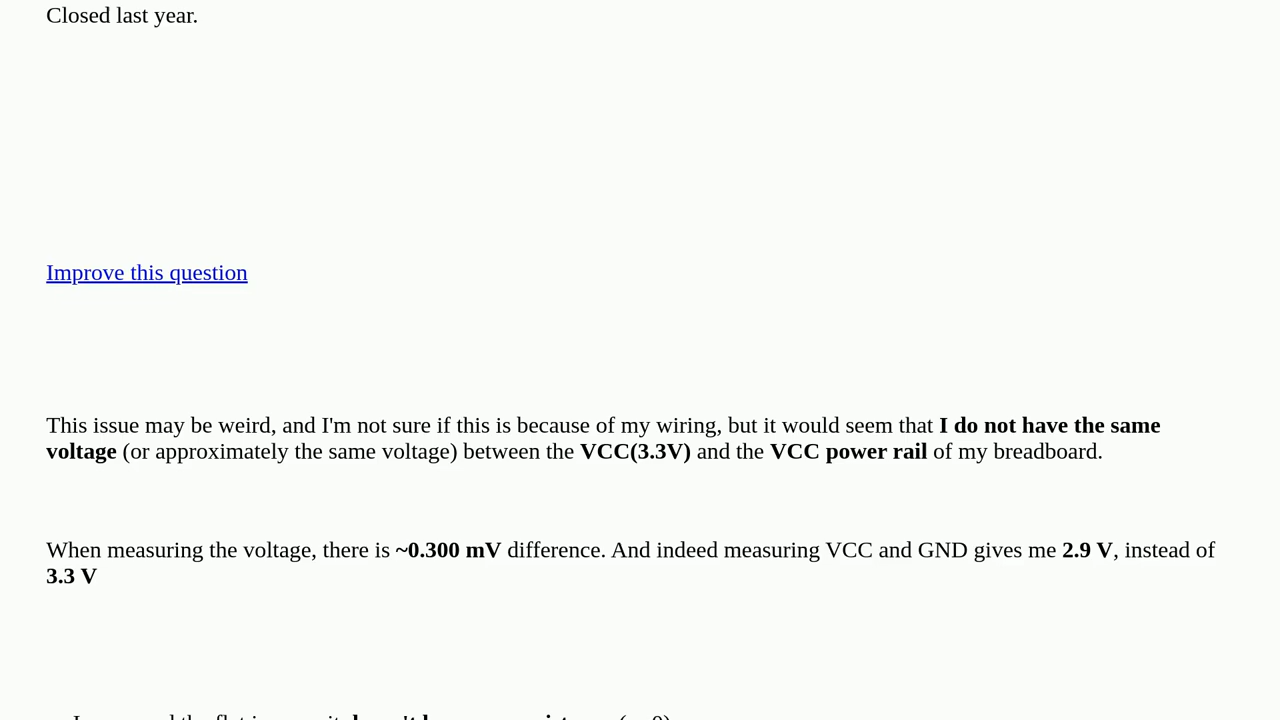 Closed last year.
Improve this question
This issue may be weird, and I'm not sure if this is because of my wiring, but it would seem that I do not have the same
voltage (or approximately the same voltage) between the VCC(3.3V) and the VCC power rail of my breadboard.
When measuring the voltage, there is ~0.300 mV difference. And indeed measuring VCC and GND gives me 2.9 V, instead of
3.3 V